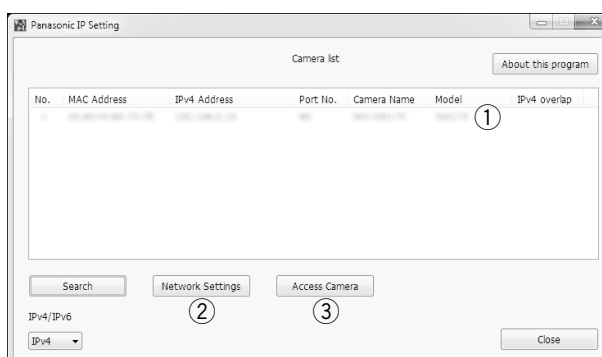 Panasonic IP Setting
Camera list
About this program
No. MAC Address IPv4 Address Port No. Camera Name Model IPv4 overlap
①
Search Network Settings Access Camera
② ③
IPv4/IPv6
IPv4 Close